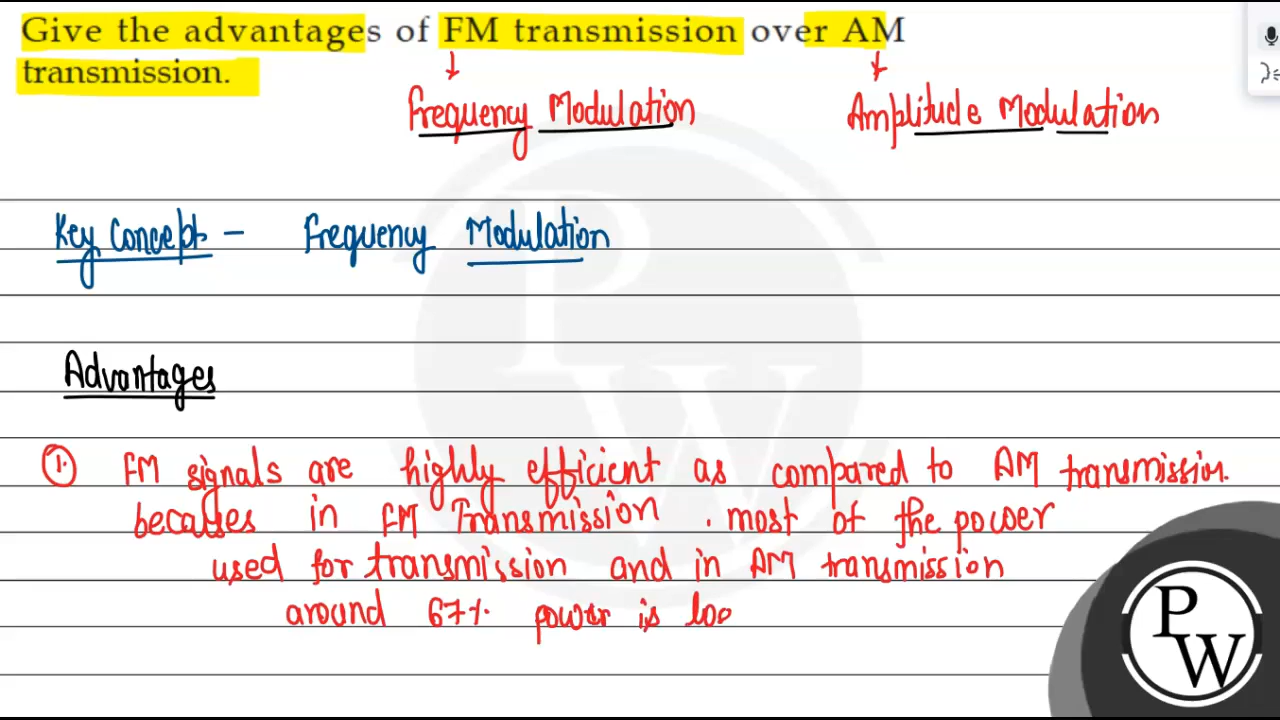 Give the advantages of FM transmission over AM
transmission.
Frequency Modulation Amplitude Modulation
Key Concept - Frequency Modulation
Advantages
1. FM signals are highly efficient as compared to AM transmission.
becauses in FM Transmission . most of the power
used for transmission and in AM transmission
around 67% power is loo
PW
PW